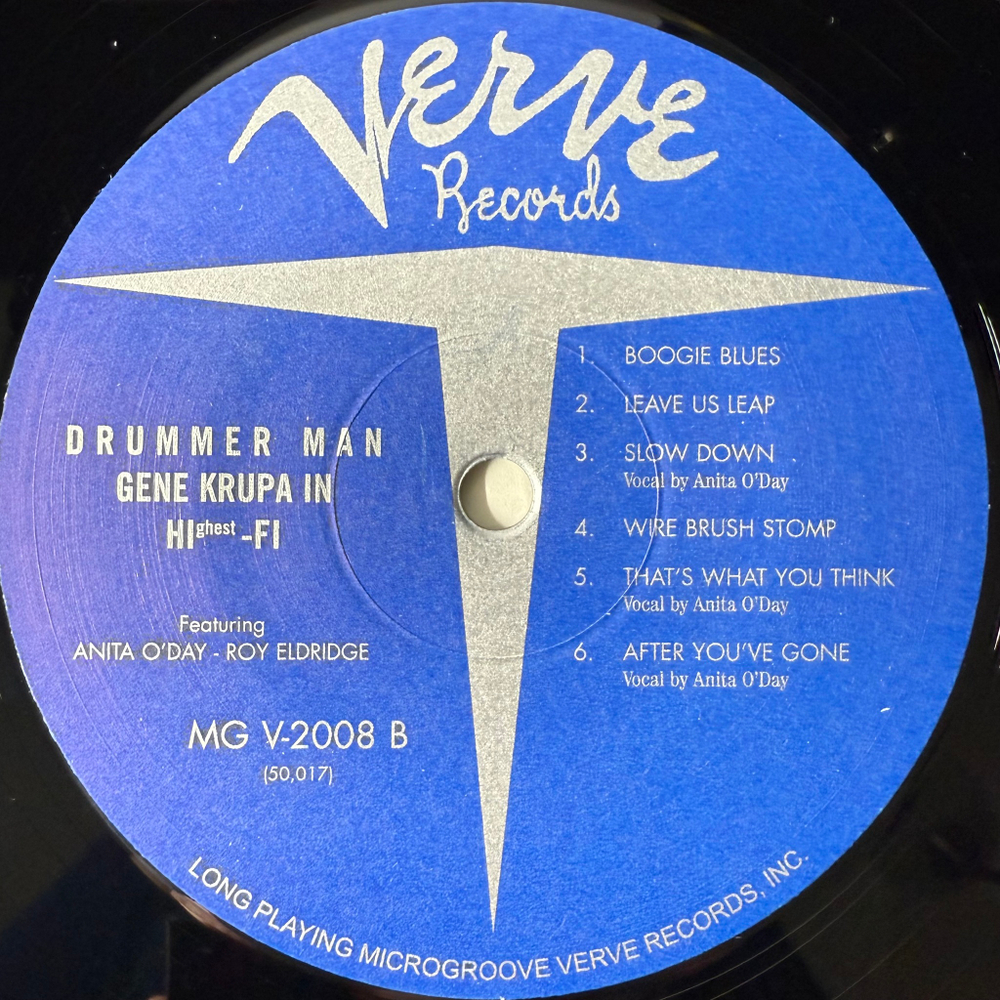 Verve
Records
DRUMMER MAN
GENE KRUPA IN
HIghest-FI
Featuring
ANITA O'DAY - ROY ELDRIDGE
MG V-2008 B
(50,017)
1. BOOGIE BLUES
2. LEAVE US LEAP
3. SLOW DOWN
Vocal by Anita O'Day
4. WIRE BRUSH STOMP
5. THAT'S WHAT YOU THINK
Vocal by Anita O'Day
6. AFTER YOU'VE GONE
Vocal by Anita O'Day
LONG PLAYING MICROGROOVE VERVE RECORDS, INC.